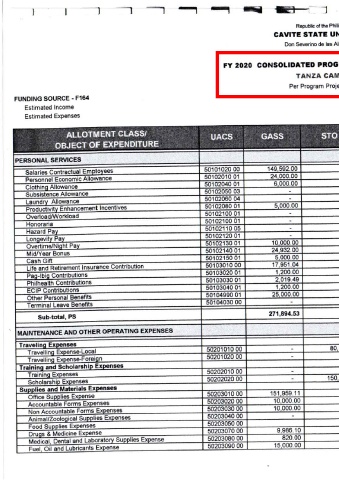 Republic of the Phil
CAVITE STATE UN
Don Severino de las Al
FY 2020 CONSOLIDATED PROG
TANZA CAM
Per Program Proje
FUNDING SOURCE - F164
Estimated Income
Estimated Expenses
ALLOTMENT CLASS/ OBJECT OF EXPENDITURE UACS GASS STO
PERSONAL SERVICES
Salaries Contractual Employees 50101020 00 149,592.00
Personnel Economic Allowance 50102010 01 24,000.00
Clothing Allowance 50102040 01 6,000.00
Subsistence Allowance 50102050 03 -
Laundry Allowance 50102060 04 -
Productivity Enhancement Incentives 50102080 01 5,000.00
Overload/Workload 50102100 01 -
Honoraria 50102100 01 -
Hazard Pay 50102110 05 -
Longevity Pay 50102120 01 -
Overtime/Night Pay 50102130 01 10,000.00
Mid/Year Bonus 50102140 01 24,932.00
Cash Gift 50102150 01 5,000.00
Life and Retirement Insurance Contribution 50103010 00 17,951.04
Pag-Ibig Contributions 50103020 01 1,200.00
Philhealth Contributions 50103030 01 2,019.49
ECIP Contributions 50103040 01 1,200.00
Other Personal Benefits 50104990 01 25,000.00
Terminal Leave Benefits 50104030 00 -
Sub-total, PS 271,894.53
MAINTENANCE AND OTHER OPERATING EXPENSES
Traveling Expenses
Travelling Expense-Local 50201010 00 - 80,
Travelling Expense-Foreign 50201020 00 -
Training and Scholarship Expenses
Training Expenses 50202010 00 -
Scholarship Expenses 50202020 00 - 150,
Supplies and Materials Expenses
Office Supplies Expense 50203010 00 151,959.11
Accountable Forms Expenses 50203020 00 10,000.00
Non Accountable Forms Expenses 50203030 00 10,000.00
Animal/Zoological Supplies Expenses 50203040 00 -
Food Supplies Expenses 50203050 00
Drugs & Medicine Expense 50203070 00 9,986.10
Medical, Dental and Laboratory Supplies Expense 50203080 00 820.00
Fuel, Oil and Lubricants Expense 50203090 00 15,000.00